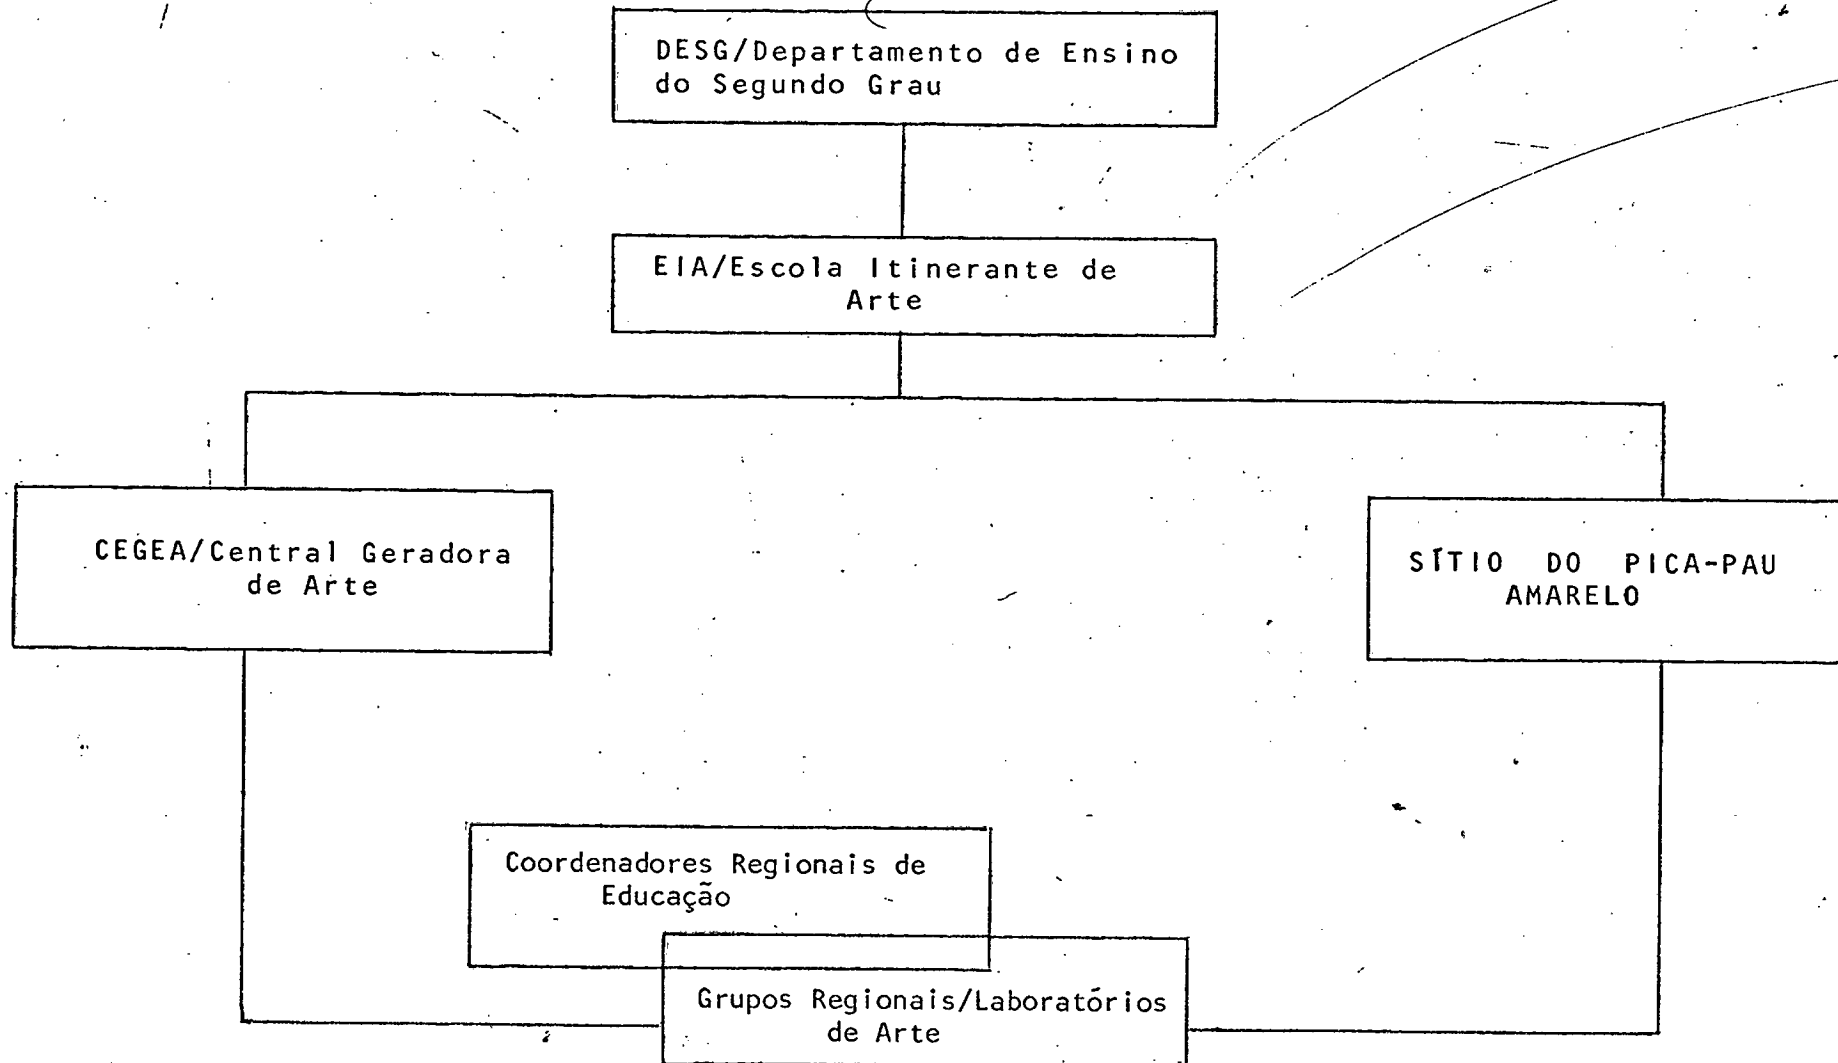 DESG/Departamento de Ensino
do Segundo Grau
EIA/Escola Itinerante de
Arte
CEGEA/Central Geradora
de Arte
SÍTIO DO PICA-PAU
AMARELO
Coordenadores Regionais de
Educação
Grupos Regionais/Laboratórios
de Arte